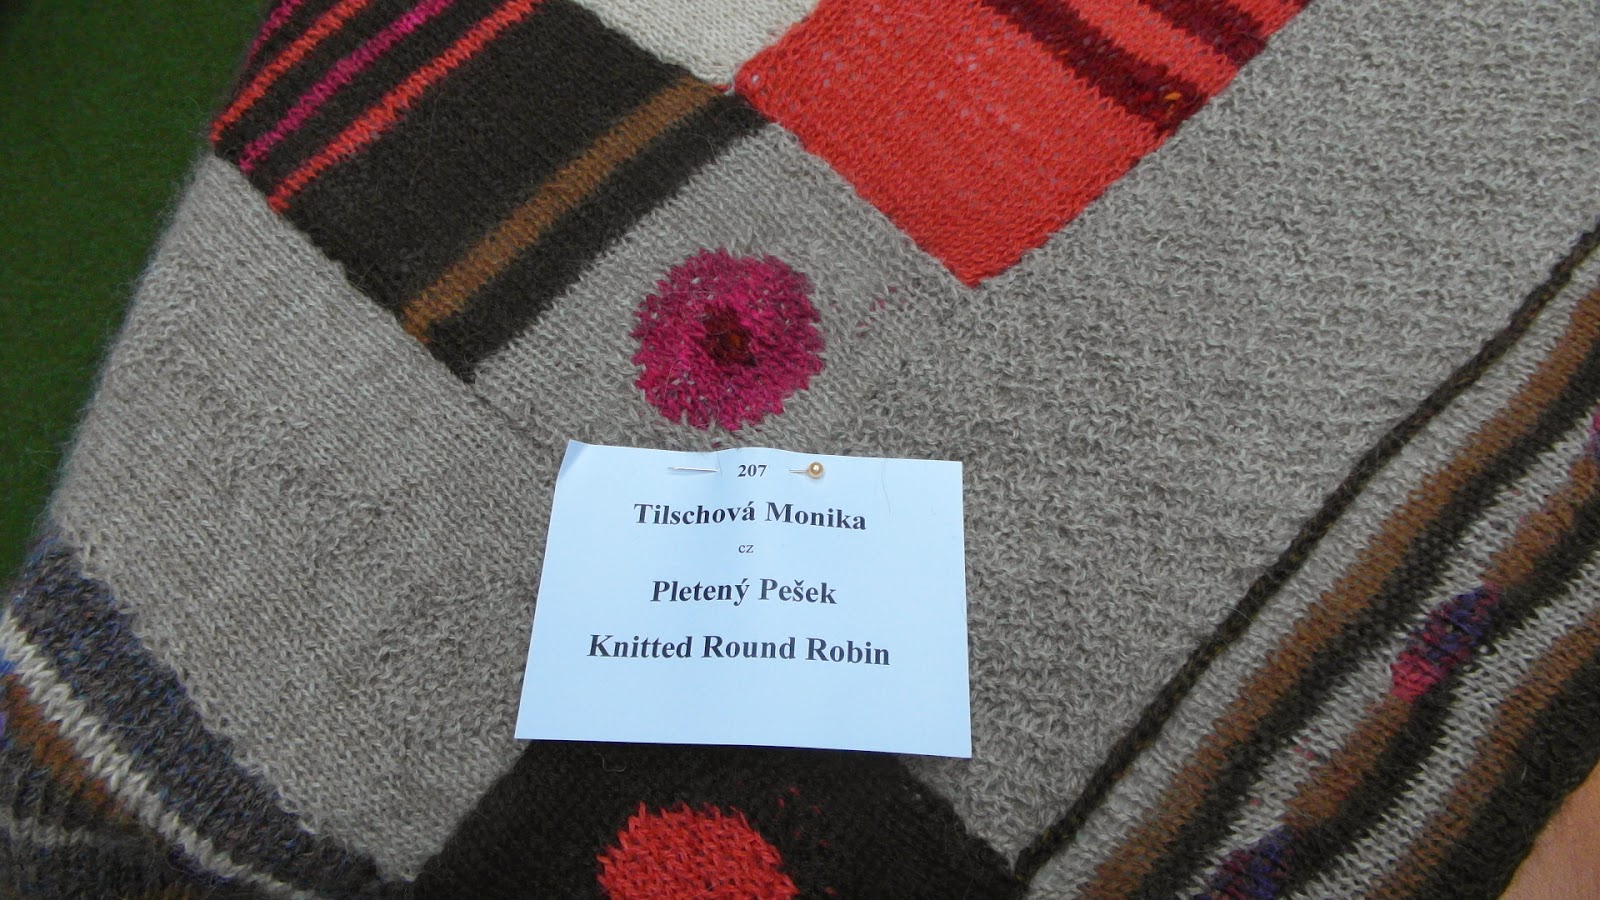 207
Tilschová Monika
cz
Pletený Pešek
Knitted Round Robin